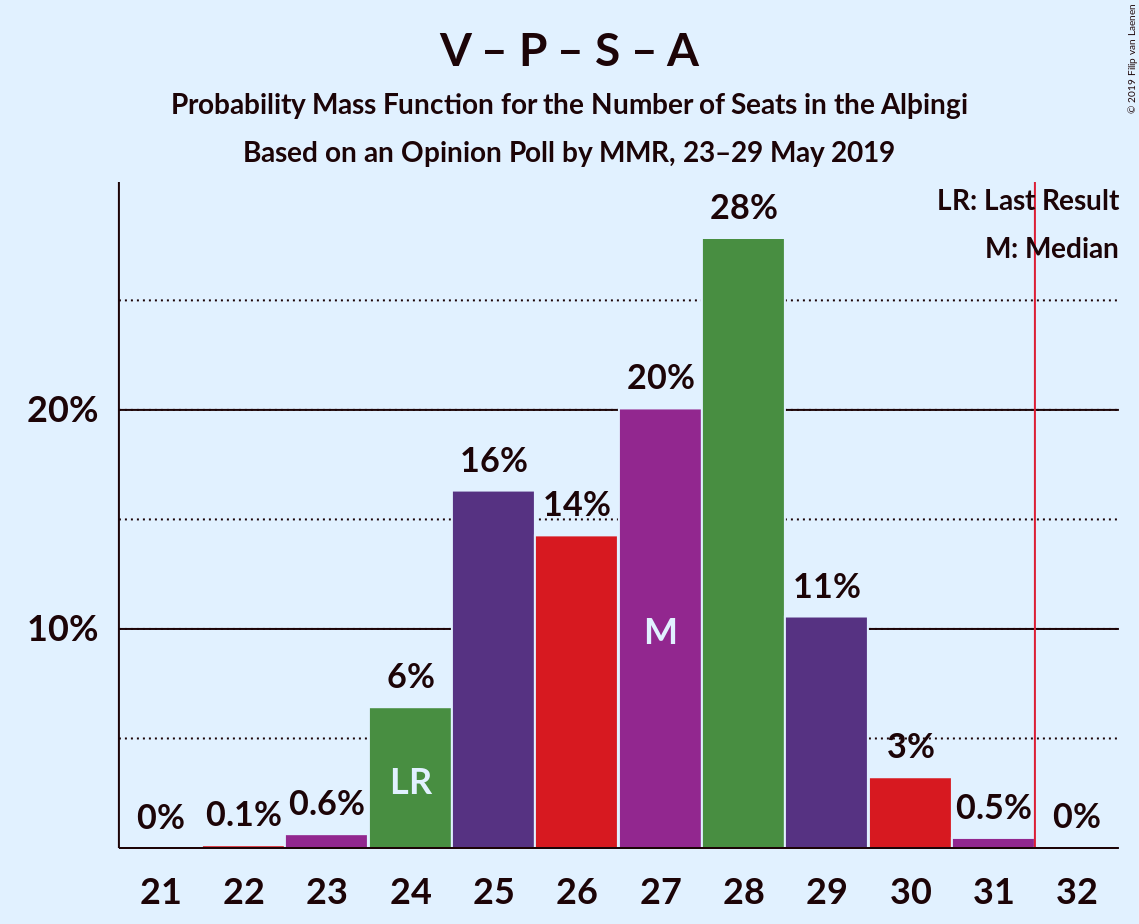 V – P – S – A
Probability Mass Function for the Number of Seats in the Alþingi
Based on an Opinion Poll by MMR, 23–29 May 2019
© 2019 Filip van Laenen
LR: Last Result
M: Median
28%
20%
20%
16%
14%
11%
10%
M
6%
LR
3%
0%
0.1%
0.6%
0.5%
0%
21 22 23 24 25 26 27 28 29 30 31 32